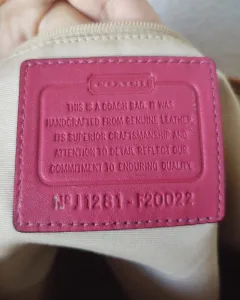 COACH
THIS IS A COACH BAG. IT WAS
HANDCRAFTED FROM GENUINE LEATHER.
ITS SUPERIOR CRAFTSMANSHIP AND
ATTENTION TO DETAIL REFLECT OUR
COMMITMENT TO ENDURING QUALITY.
Nº J1281-F20022